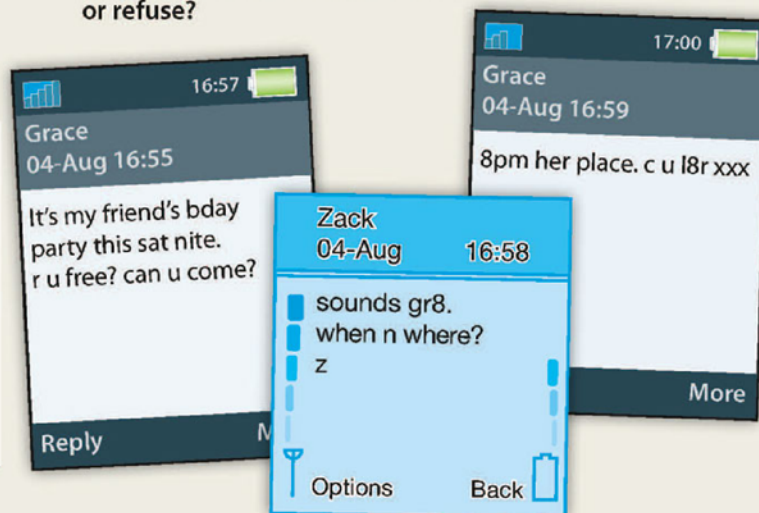 or refuse?
16:57
Grace
04-Aug 16:55
It's my friend's bday
party this sat nite.
r u free? can u come?
Reply
Zack
04-Aug 16:58
sounds gr8.
when n where?
z
Options Back
17:00
Grace
04-Aug 16:59
8pm her place. c u l8r xxx
More